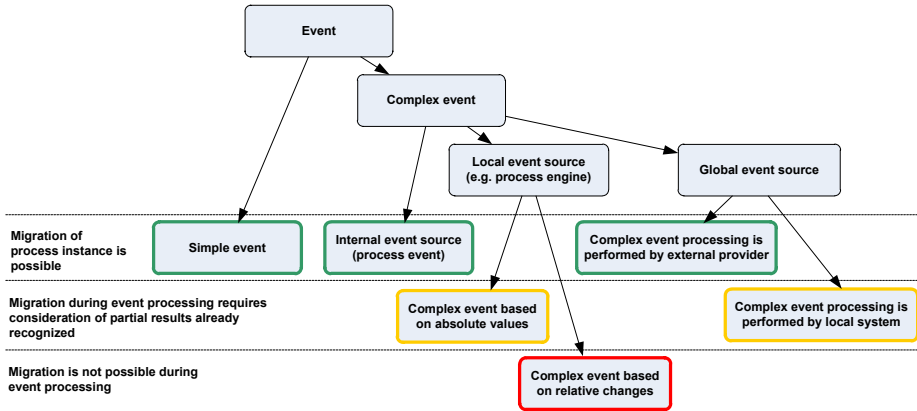 Event
Complex event
Local event source
(e.g. process engine)
Global event source
Migration of
process instance is
possible
Simple event
Internal event source
(process event)
Complex event processing is
performed by external provider
Migration during event processing requires
consideration of partial results already
recognized
Complex event based
on absolute values
Complex event processing is
performed by local system
Migration is not possible during
event processing
Complex event based
on relative changes